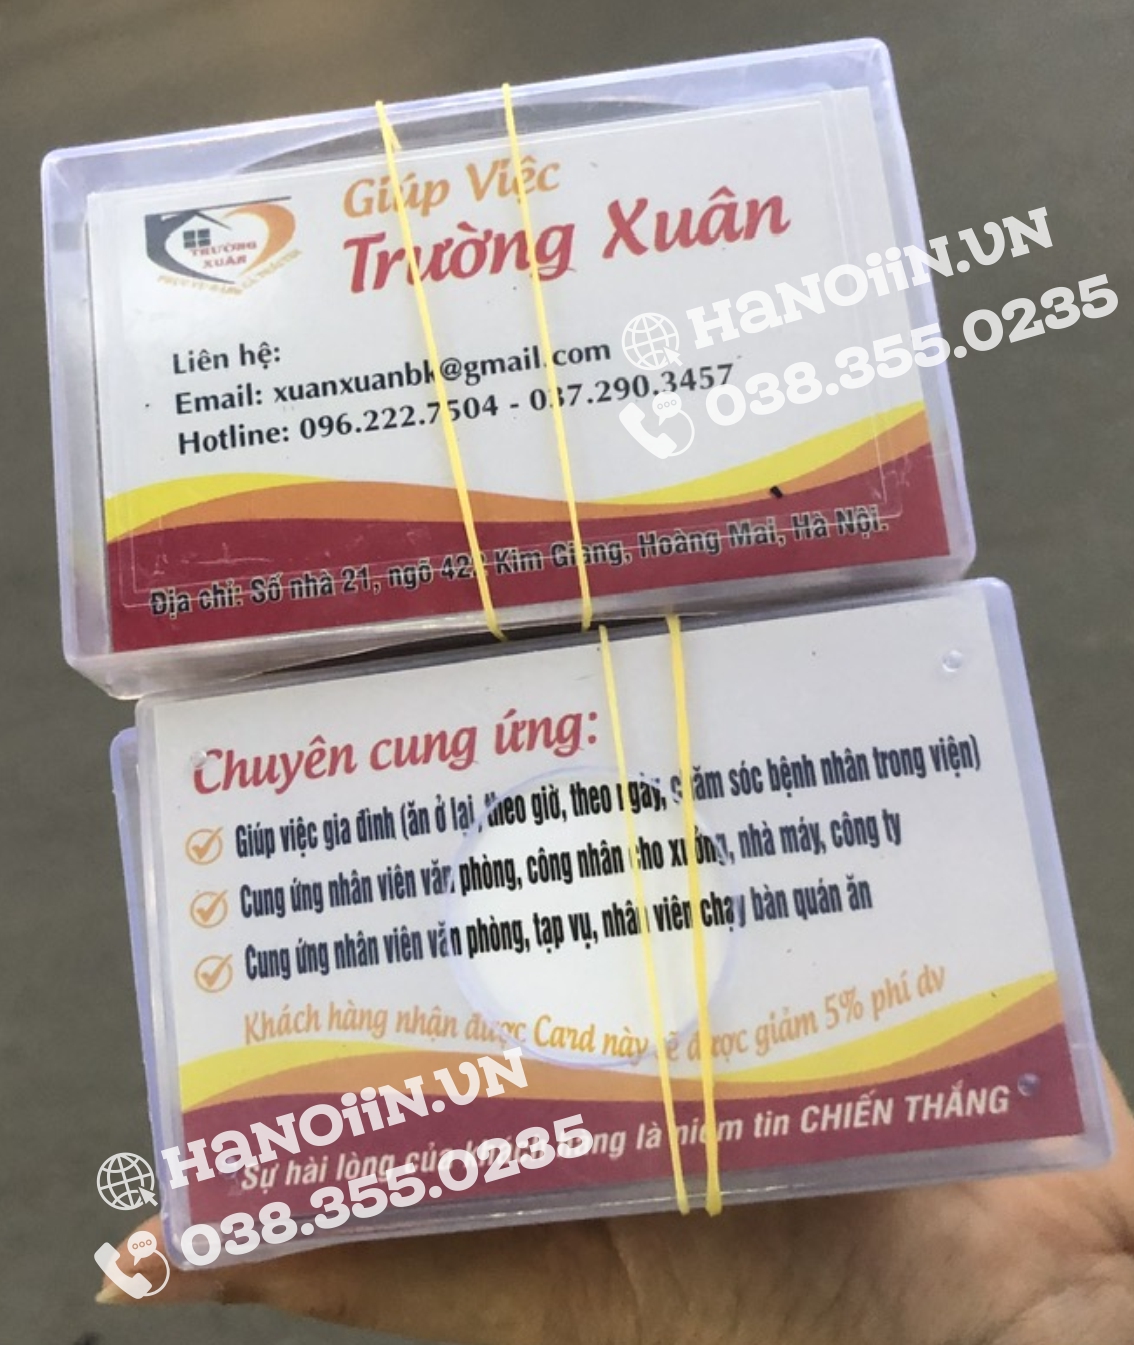 Giúp Việc
Trường Xuân
TRƯỜNG
XUÂN
Liên hệ:
Email: xuanxuanbk@gmail.com
Hotline: 096.222.7504 - 037.290.3457
HANOiiN.VN
038.355.0235
Địa chỉ: Số nhà 21, ngõ 422 Kim Giang, Hoàng Mai, Hà Nội.
Chuyên cung ứng:
Giúp việc gia đình (ăn ở lại, theo giờ, theo ngày, chăm sóc bệnh nhân trong viện)
Cung ứng nhân viên văn phòng, công nhân cho xưởng, nhà máy, công ty
Cung ứng nhân viên văn phòng, tạp vụ, nhân viên chạy bàn quán ăn
Khách hàng nhận được Card này sẽ được giảm 5% phí dv
Sự hài lòng của khách hàng là niềm tin CHIẾN THẮNG
HANOiiN.VN
038.355.0235